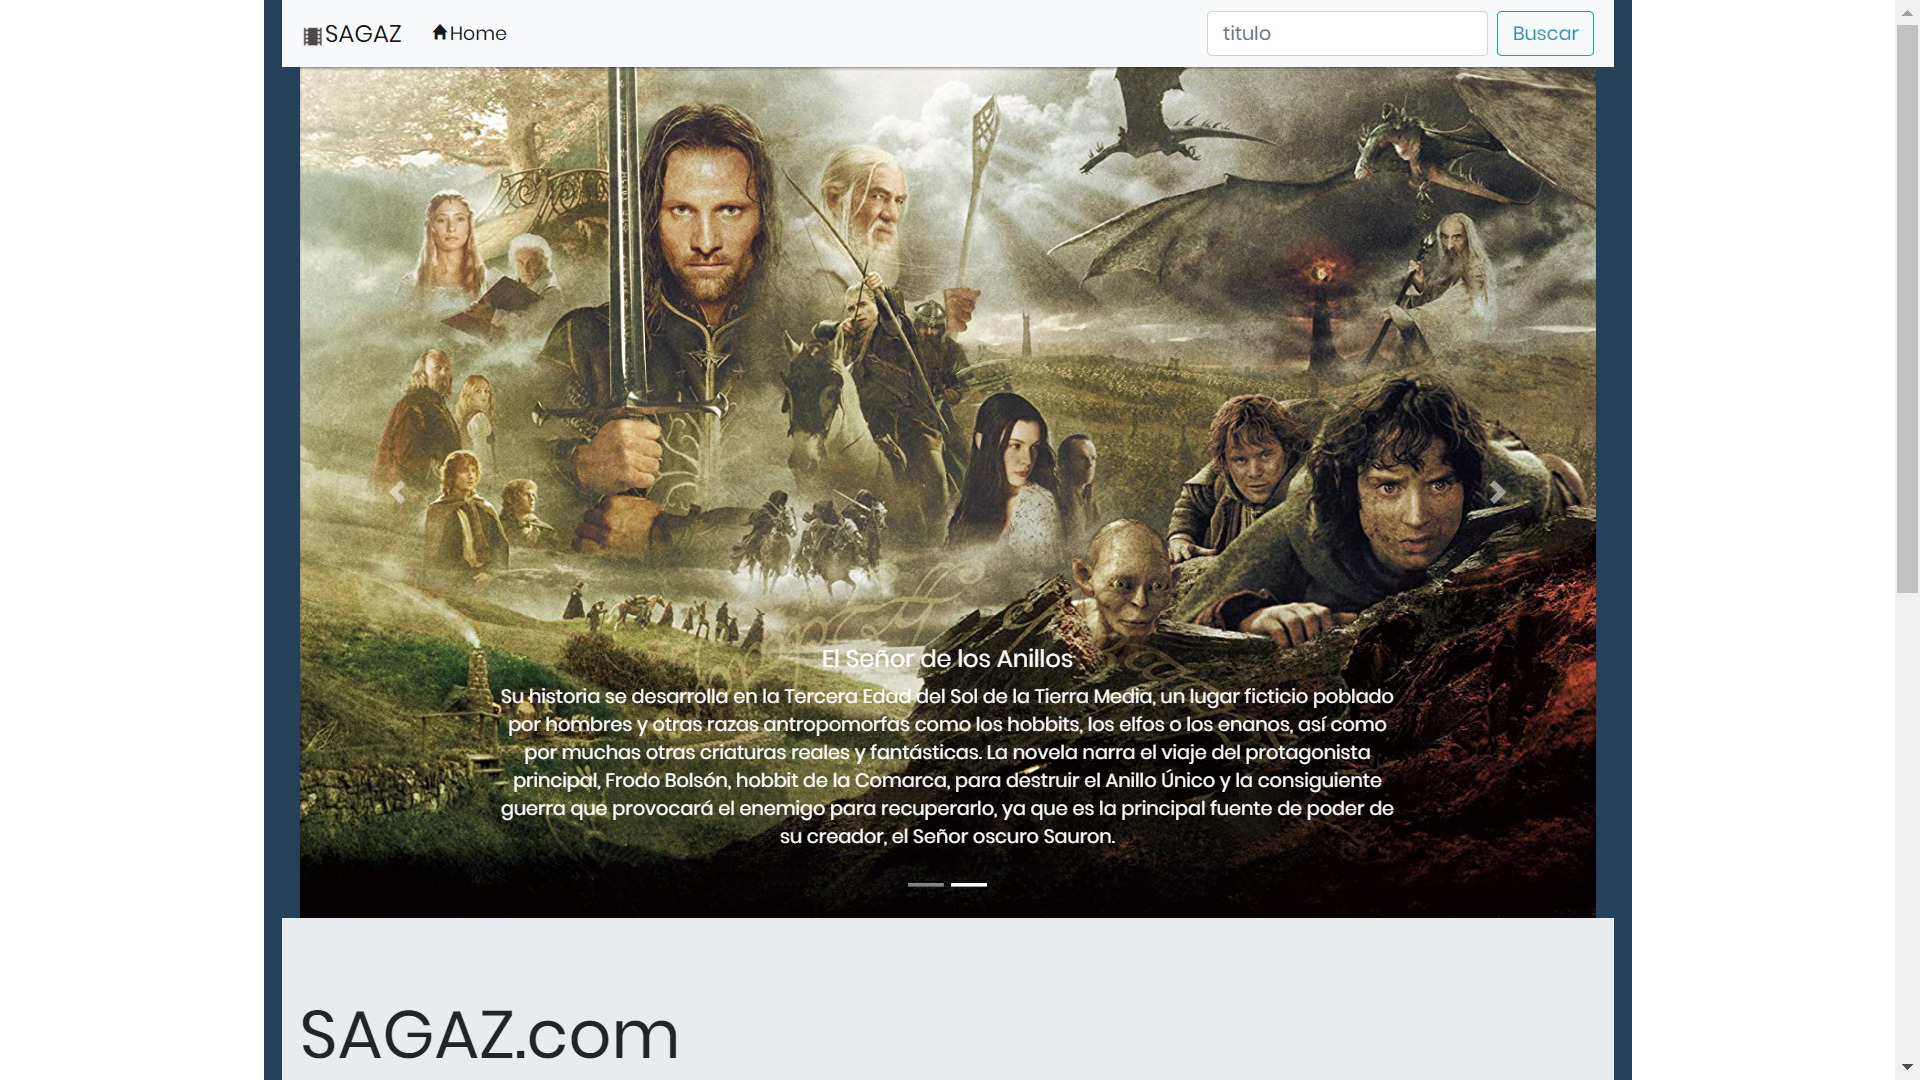 SAGAZ
Home
titulo
Buscar
El Señor de los Anillos
Su historia se desarrolla en la Tercera Edad del Sol de la Tierra Media, un lugar ficticio poblado
por hombres y otras razas antropomorfas como los hobbits, los elfos o los enanos, así como
por muchas otras criaturas reales y fantásticas. La novela narra el viaje del protagonista
principal, Frodo Bolsón, hobbit de la Comarca, para destruir el Anillo Único y la consiguiente
guerra que provocará el enemigo para recuperarlo, ya que es la principal fuente de poder de
su creador, el Señor oscuro Sauron.
SAGAZ.com